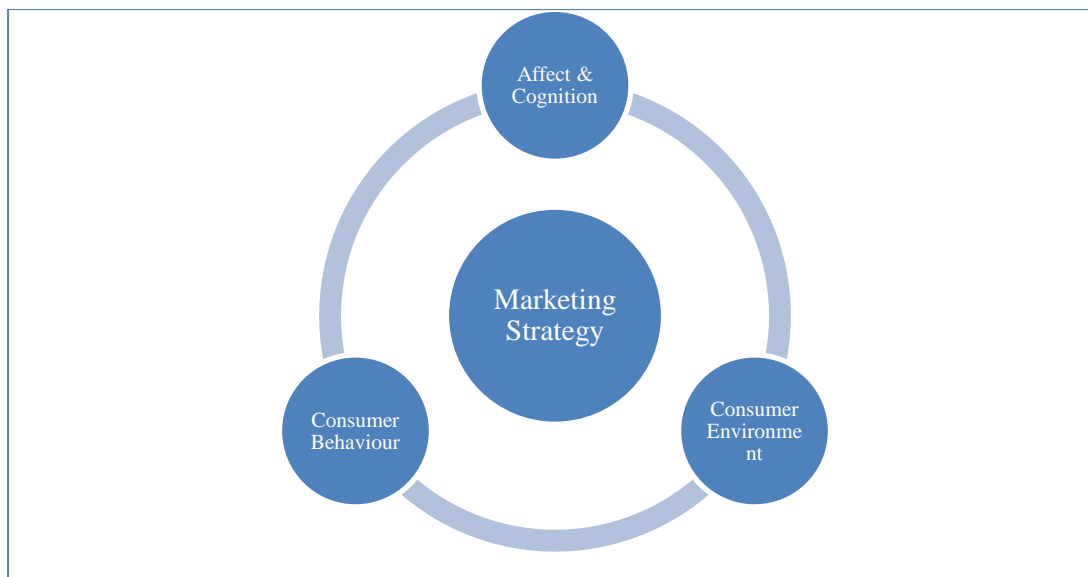 Affect &
Cognition
Marketing
Strategy
Consumer
Behaviour
Consumer
Environme
nt